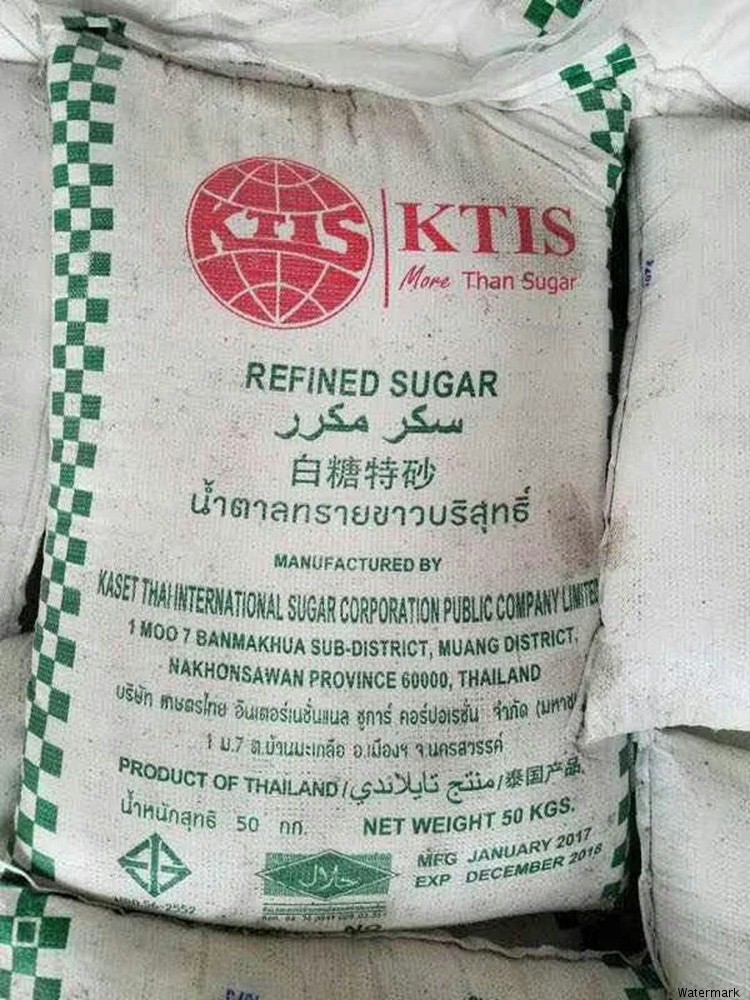 KTIS
KTIS
More Than Sugar
REFINED SUGAR
سكر مكرر
白糖特砂
น้ำตาลทรายขาวบริสุทธิ์
MANUFACTURED BY
KASET THAI INTERNATIONAL SUGAR CORPORATION PUBLIC COMPANY LIMITED
1 MOO 7 BANMAKHUA SUB-DISTRICT, MUANG DISTRICT,
NAKHONSAWAN PROVINCE 60000, THAILAND
บริษัท เกษตรไทย อินเตอร์เนชั่นแนล ชูการ์ คอร์ปอเรชั่น จำกัด
1 ม.7 ต.บ้านมะเกลือ อ.เมืองฯ จ.นครสวรรค์
PRODUCT OF THAILAND/منتج تايلاندي/泰国产品
น้ำหนักสุทธิ 50 กก. NET WEIGHT 50 KGS.
MFG JANUARY 2017
EXP DECEMBER 2018
حلال
56-2552
Watermark